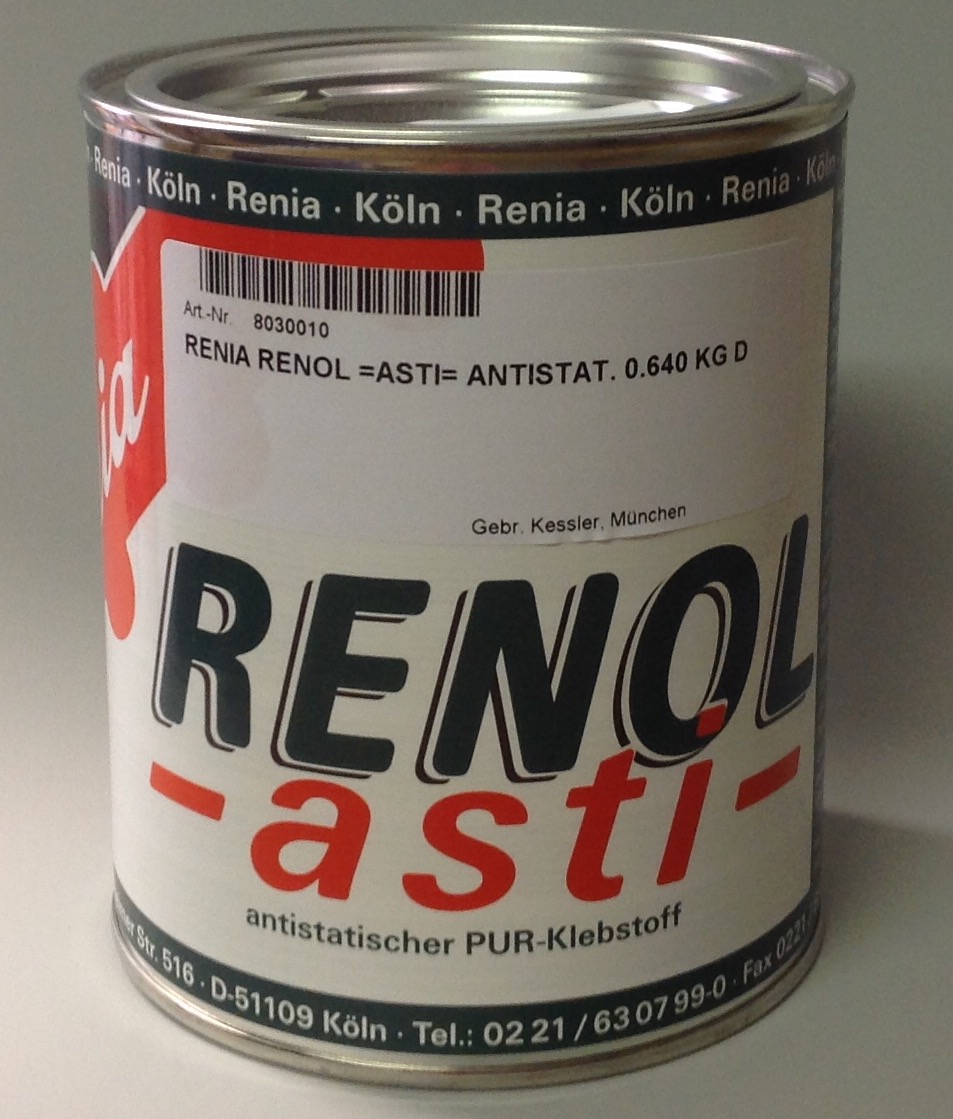 Renia · Köln · Renia · Köln · Renia · Köln · Renia · Köln
ia
Art.-Nr. 8030010
RENIA RENOL =ASTI= ANTISTAT. 0.640 KG D
Gebr. Kessler, München
RENOL
-asti-
antistatischer PUR-Klebstoff
Str. 516 · D-51109 Köln · Tel.: 02 21 / 63 07 99-0 · Fax 0221